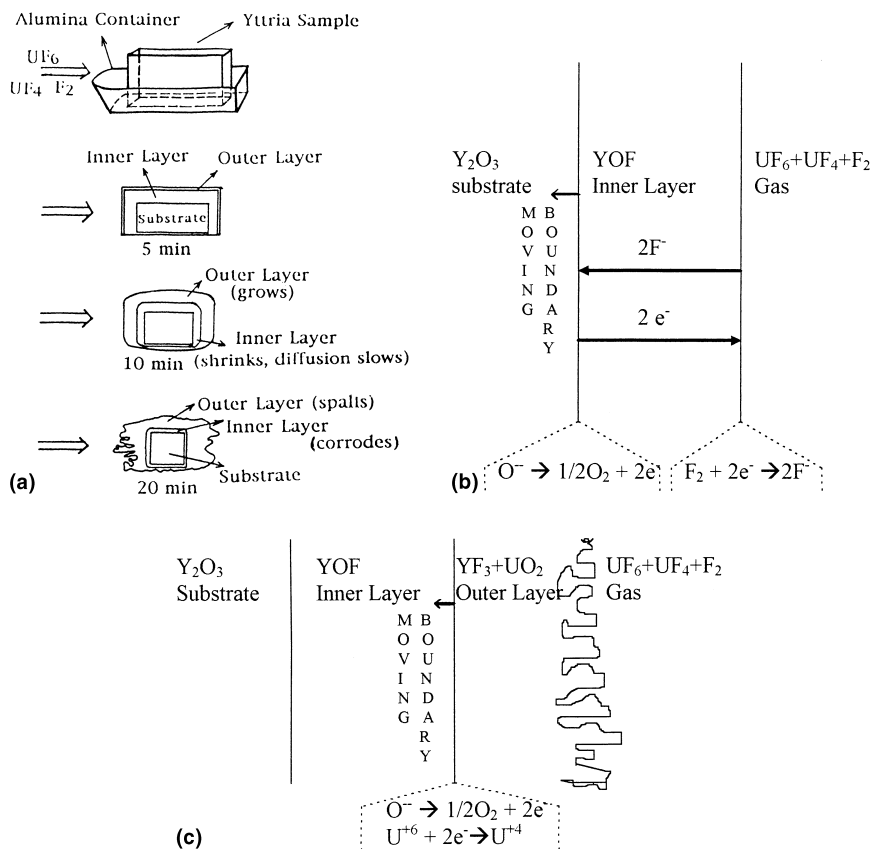 Alumina Container
Yttria Sample
UF₆
UF₄ F₂
Inner Layer
Outer Layer
Substrate
5 min
Outer Layer
(grows)
Inner Layer
10 min (shrinks, diffusion slows)
Outer Layer (spalls)
Inner Layer
(corrodes)
Substrate
20 min
(a)
Y₂O₃
substrate
YOF
Inner Layer
UF₆+UF₄+F₂
Gas
MOVING
BOUNDARY
2F⁻
2 e⁻
O⁻⁻ → 1/2O₂ + 2e⁻
F₂ + 2e⁻ → 2F⁻
(b)
Y₂O₃
Substrate
YOF
Inner Layer
YF₃+UO₂
Outer Layer
UF₆+UF₄+F₂
Gas
MOVING
BOUNDARY
O⁻⁻ → 1/2O₂ + 2e⁻
U⁺⁶ + 2e⁻→U⁺⁴
(c)